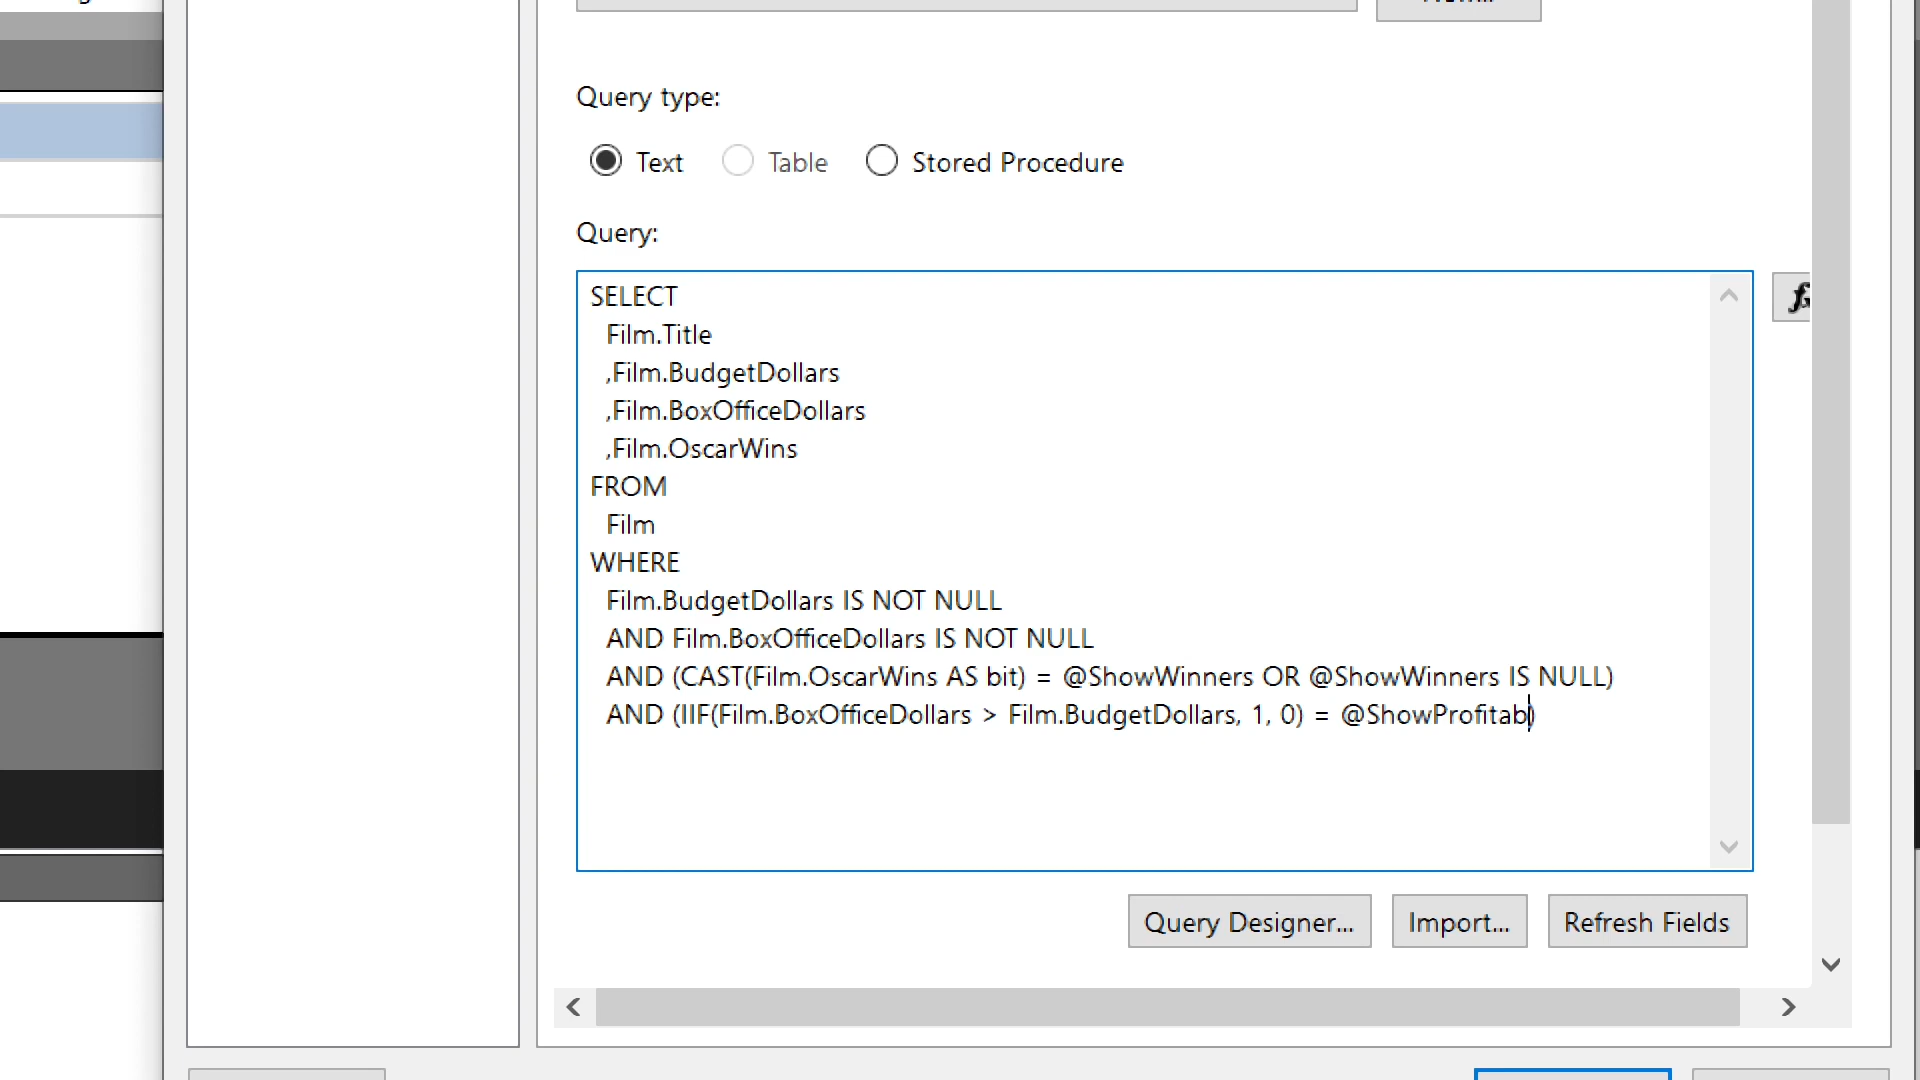 Query type:
Text Table Stored Procedure
Query:
SELECT
Film.Title
,Film.BudgetDollars
,Film.BoxOfficeDollars
,Film.OscarWins
FROM
Film
WHERE
Film.BudgetDollars IS NOT NULL
AND Film.BoxOfficeDollars IS NOT NULL
AND (CAST(Film.OscarWins AS bit) = @ShowWinners OR @ShowWinners IS NULL)
AND (IIF(Film.BoxOfficeDollars > Film.BudgetDollars, 1, 0) = @ShowProfitab)
Query Designer... Import... Refresh Fields